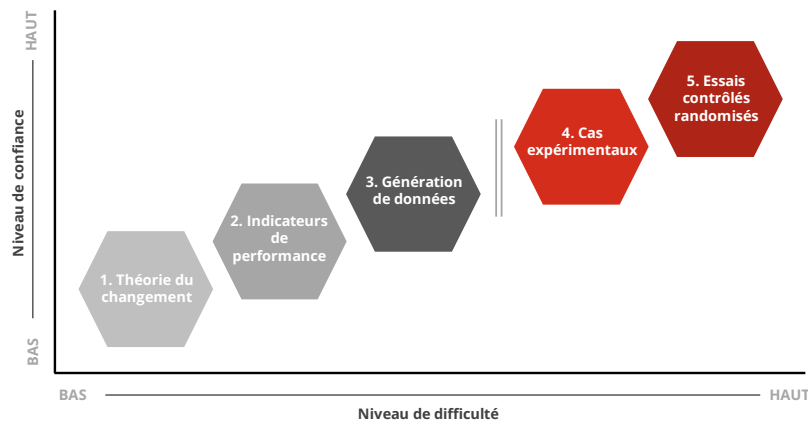 HAUT
Niveau de confiance
BAS
1. Théorie du
changement
2. Indicateurs
de
performance
3. Génération
de données
4. Cas
expérimentaux
5. Essais
contrôlés
randomisés
BAS
HAUT
Niveau de difficulté